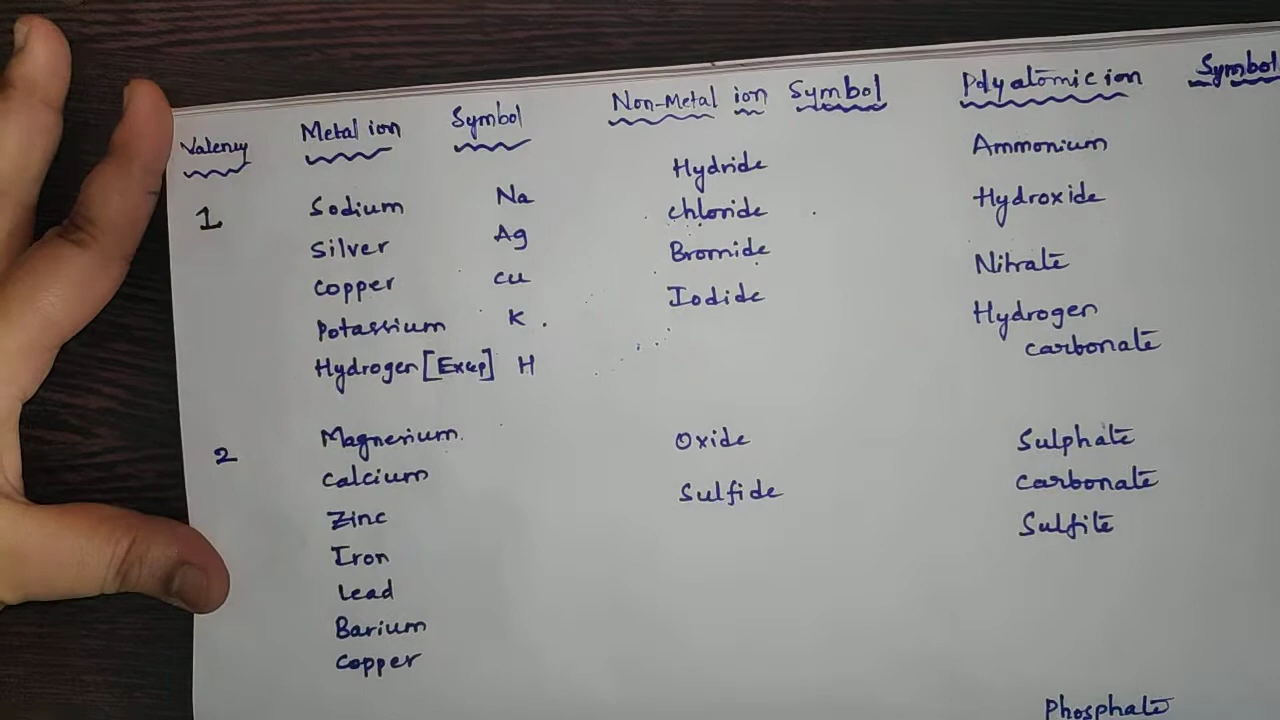 Valency Metal ion Symbol Non-Metal ion Symbol Polyatomic ion Symbol
Hydride Ammonium
1 Sodium Na chloride Hydroxide
Silver Ag Bromide Nitrate
copper cu Iodide Hydrogen
Potassium K . carbonate
Hydrogen [Excep] H
2 Magnesium Oxide Sulphate
calcium Sulfide carbonate
Zinc Sulfite
Iron
Lead
Barium
copper
Phosphate